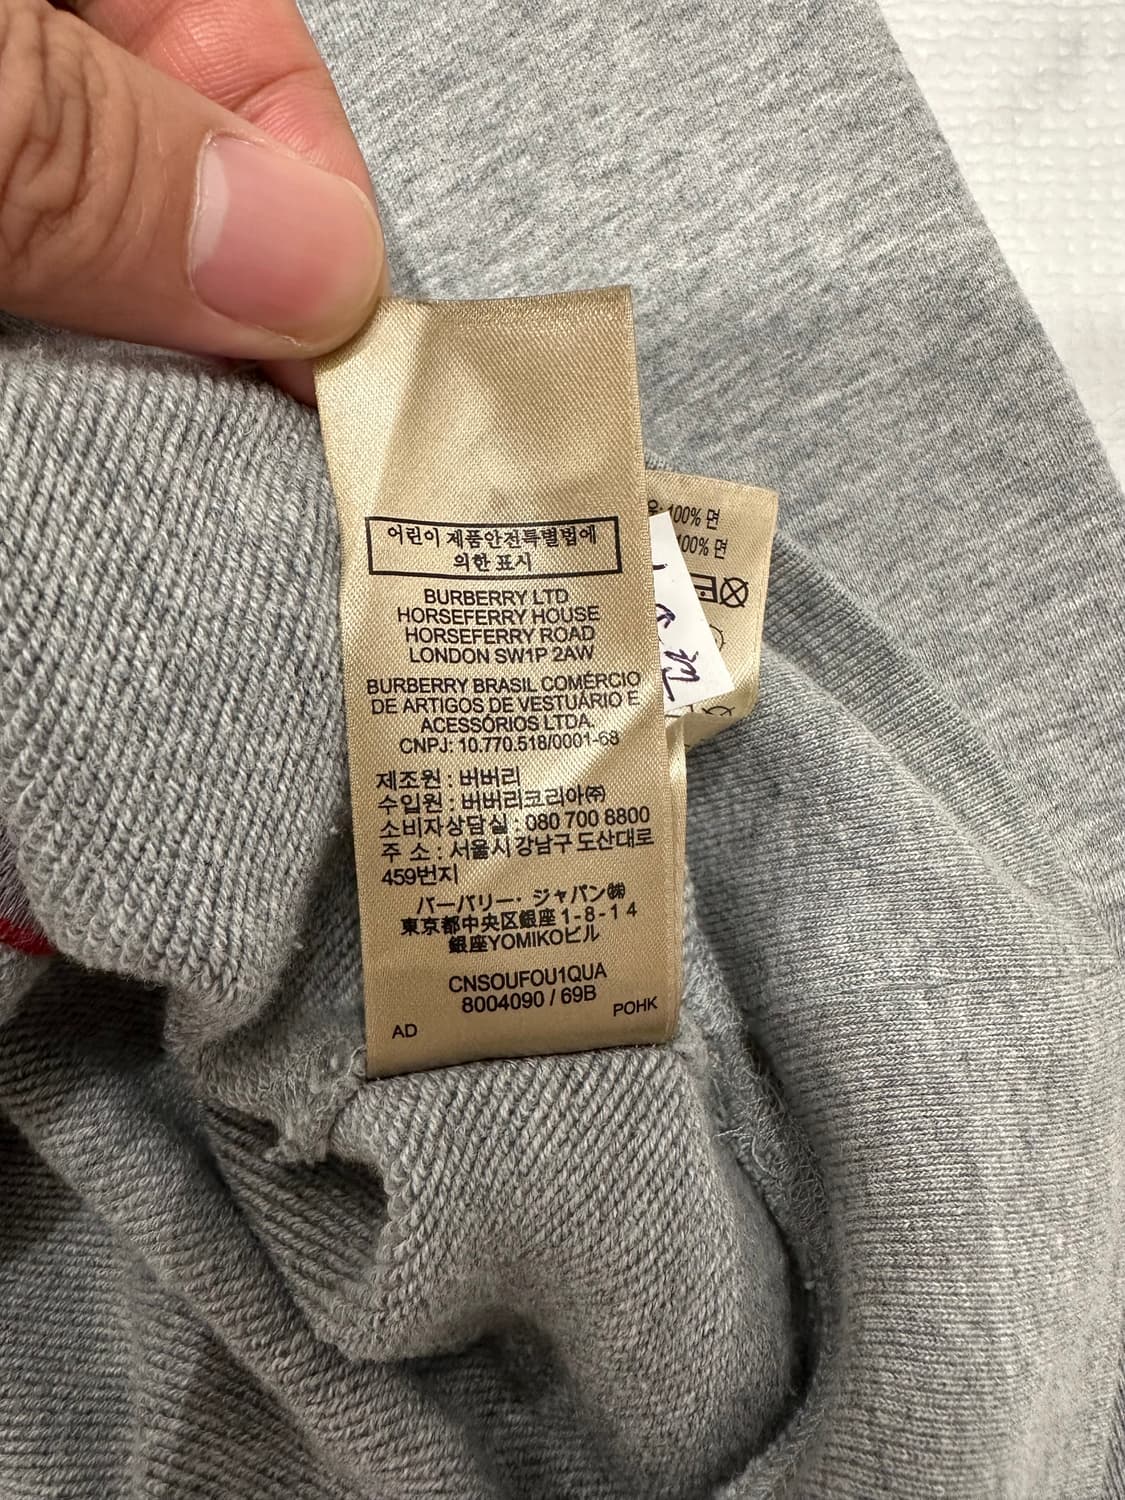 어린이 제품안전특별법에
의한 표시
BURBERRY LTD
HORSEFERRY HOUSE
HORSEFERRY ROAD
LONDON SW1P 2AW
BURBERRY BRASIL COMÉRCIO
DE ARTIGOS DE VESTUÁRIO E
ACESSÓRIOS LTDA.
CNPJ: 10.770.518/0001-68
제조원 : 버버리
수입원 : 버버리코리아㈜
소비자상담실 : 080 700 8800
주 소 : 서울시 강남구 도산대로
459번지
バーバリー・ジャパン㈱
東京都中央区銀座1-8-14
銀座YOMIKOビル
CNSOUFOU1QUA
8004090 / 69B
AD
POHK
100% 면
100% 면